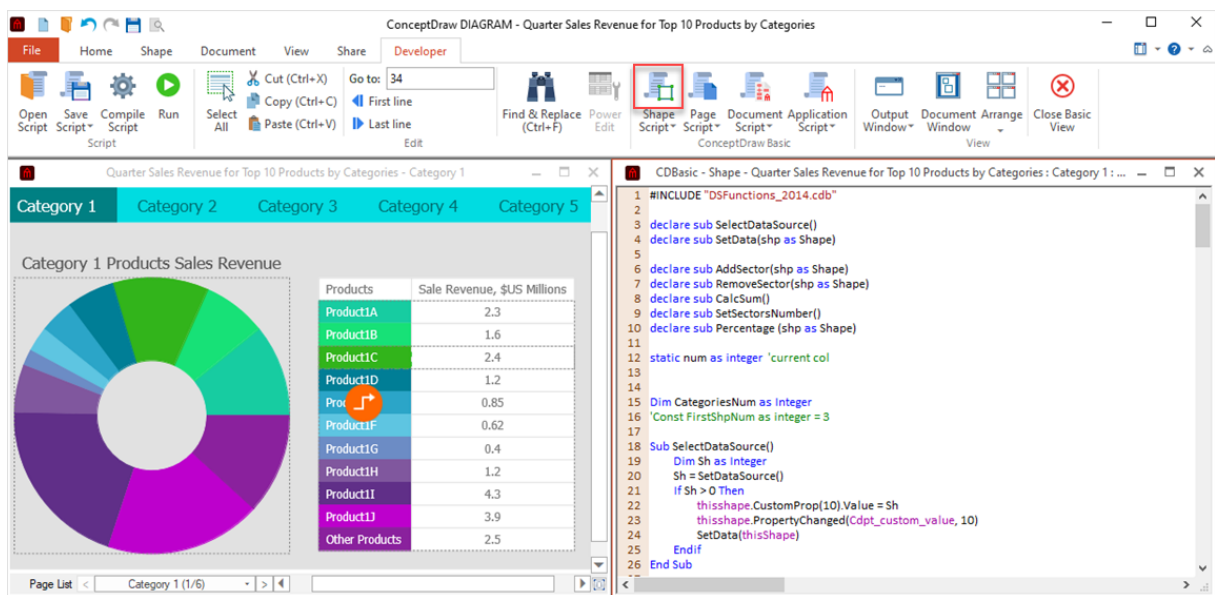 ConceptDraw DIAGRAM - Quarter Sales Revenue for Top 10 Products by Categories
File Home Shape Document View Share Developer
Open Script
Save Script
Compile Script
Run
Script
Select All
Cut (Ctrl+X)
Copy (Ctrl+C)
Paste (Ctrl+V)
Go to: 34
First line
Last line
Find & Replace (Ctrl+F)
Power Edit
Edit
Shape Script
Page Script
Document Script
Application Script
ConceptDraw Basic
Output Window
Document Window
Arrange
Close Basic View
View
Quarter Sales Revenue for Top 10 Products by Categories - Category 1
Category 1 Category 2 Category 3 Category 4 Category 5
Category 1 Products Sales Revenue
Products Sale Revenue, $US Millions
Product1A 2.3
Product1B 1.6
Product1C 2.4
Product1D 1.2
0.85
Product1F 0.62
Product1G 0.4
Product1H 1.2
Product1I 4.3
Product1J 3.9
Other Products 2.5
Page List < Category 1 (1/6) >
CDBasic - Shape - Quarter Sales Revenue for Top 10 Products by Categories : Category 1 : ...
1 #INCLUDE "DSFunctions_2014.cdb"
2
3 declare sub SelectDataSource()
4 declare sub SetData(shp as Shape)
5
6 declare sub AddSector(shp as Shape)
7 declare sub RemoveSector(shp as Shape)
8 declare sub CalcSum()
9 declare sub SetSectorsNumber()
10 declare sub Percentage (shp as Shape)
11
12 static num as integer 'current col
13
14
15 Dim CategoriesNum as Integer
16 'Const FirstShpNum as integer = 3
17
18 Sub SelectDataSource()
19 Dim Sh as Integer
20 Sh = SetDataSource()
21 If Sh > 0 Then
22 thisshape.CustomProp(10).Value = Sh
23 thisshape.PropertyChanged(Cdpt_custom_value, 10)
24 SetData(thisShape)
25 Endif
26 End Sub